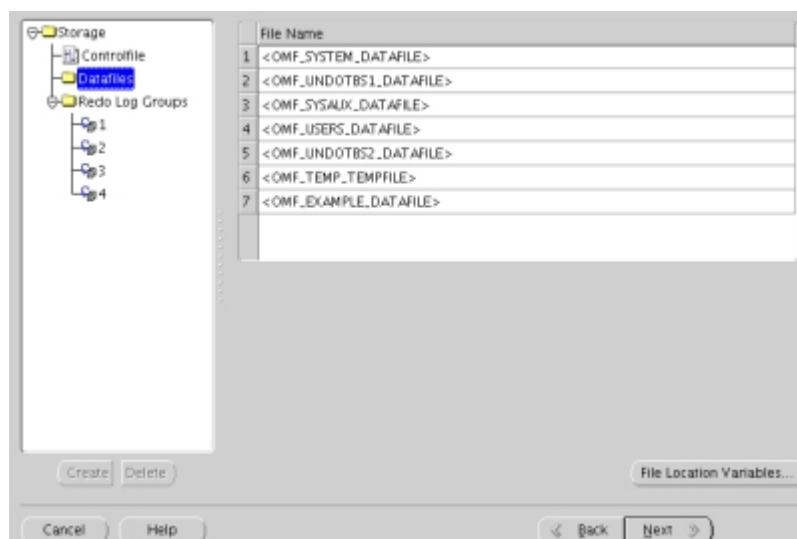 Storage
Controlfile
Datafiles
Redo Log Groups
1
2
3
4
File Name
1 <OMF_SYSTEM_DATAFILE>
2 <OMF_UNDOTBS1_DATAFILE>
3 <OMF_SYSAUX_DATAFILE>
4 <OMF_USERS_DATAFILE>
5 <OMF_UNDOTBS2_DATAFILE>
6 <OMF_TEMP_TEMPFILE>
7 <OMF_EXAMPLE_DATAFILE>
Create Delete
File Location Variables...
Cancel Help Back Next